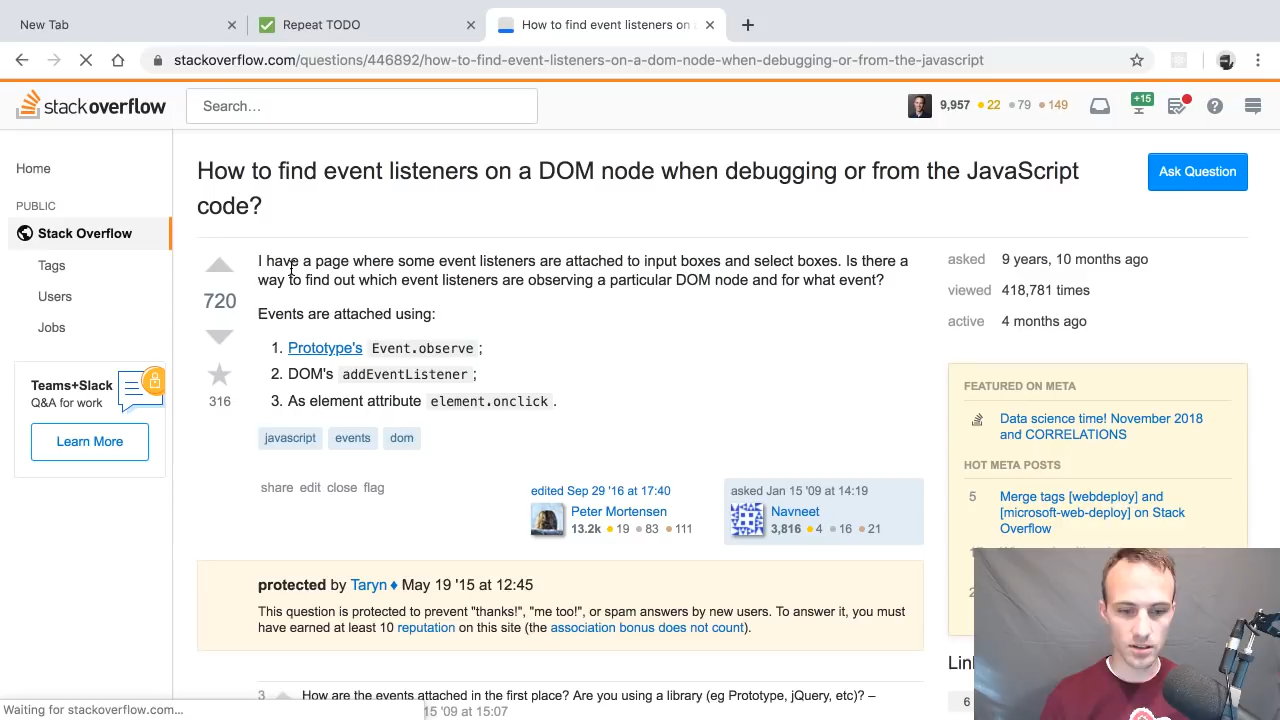 New Tab
Repeat TODO
How to find event listeners on a
stackoverflow.com/questions/446892/how-to-find-event-listeners-on-a-dom-node-when-debugging-or-from-the-javascript
stackoverflow
Search…
9,957 22 79 149
+15
How to find event listeners on a DOM node when debugging or from the JavaScript
code?
Ask Question
Home
PUBLIC
Stack Overflow
Tags
Users
Jobs
Teams+Slack
Q&A for work
Learn More
720
316
I have a page where some event listeners are attached to input boxes and select boxes. Is there a
way to find out which event listeners are observing a particular DOM node and for what event?
Events are attached using:
1. Prototype's Event.observe;
2. DOM's addEventListener;
3. As element attribute element.onclick.
javascript events dom
share edit close flag
edited Sep 29 '16 at 17:40
Peter Mortensen
13.2k 19 83 111
asked Jan 15 '09 at 14:19
Navneet
3,816 4 16 21
protected by Taryn♦ May 19 '15 at 12:45
This question is protected to prevent "thanks!", "me too!", or spam answers by new users. To answer it, you must
have earned at least 10 reputation on this site (the association bonus does not count).
3 How are the events attached in the first place? Are you using a library (eg Prototype, jQuery, etc)? –
15 '09 at 15:07
asked 9 years, 10 months ago
viewed 418,781 times
active 4 months ago
FEATURED ON META
Data science time! November 2018
and CORRELATIONS
HOT META POSTS
5 Merge tags [webdeploy] and
[microsoft-web-deploy] on Stack
Overflow
6
Waiting for stackoverflow.com…